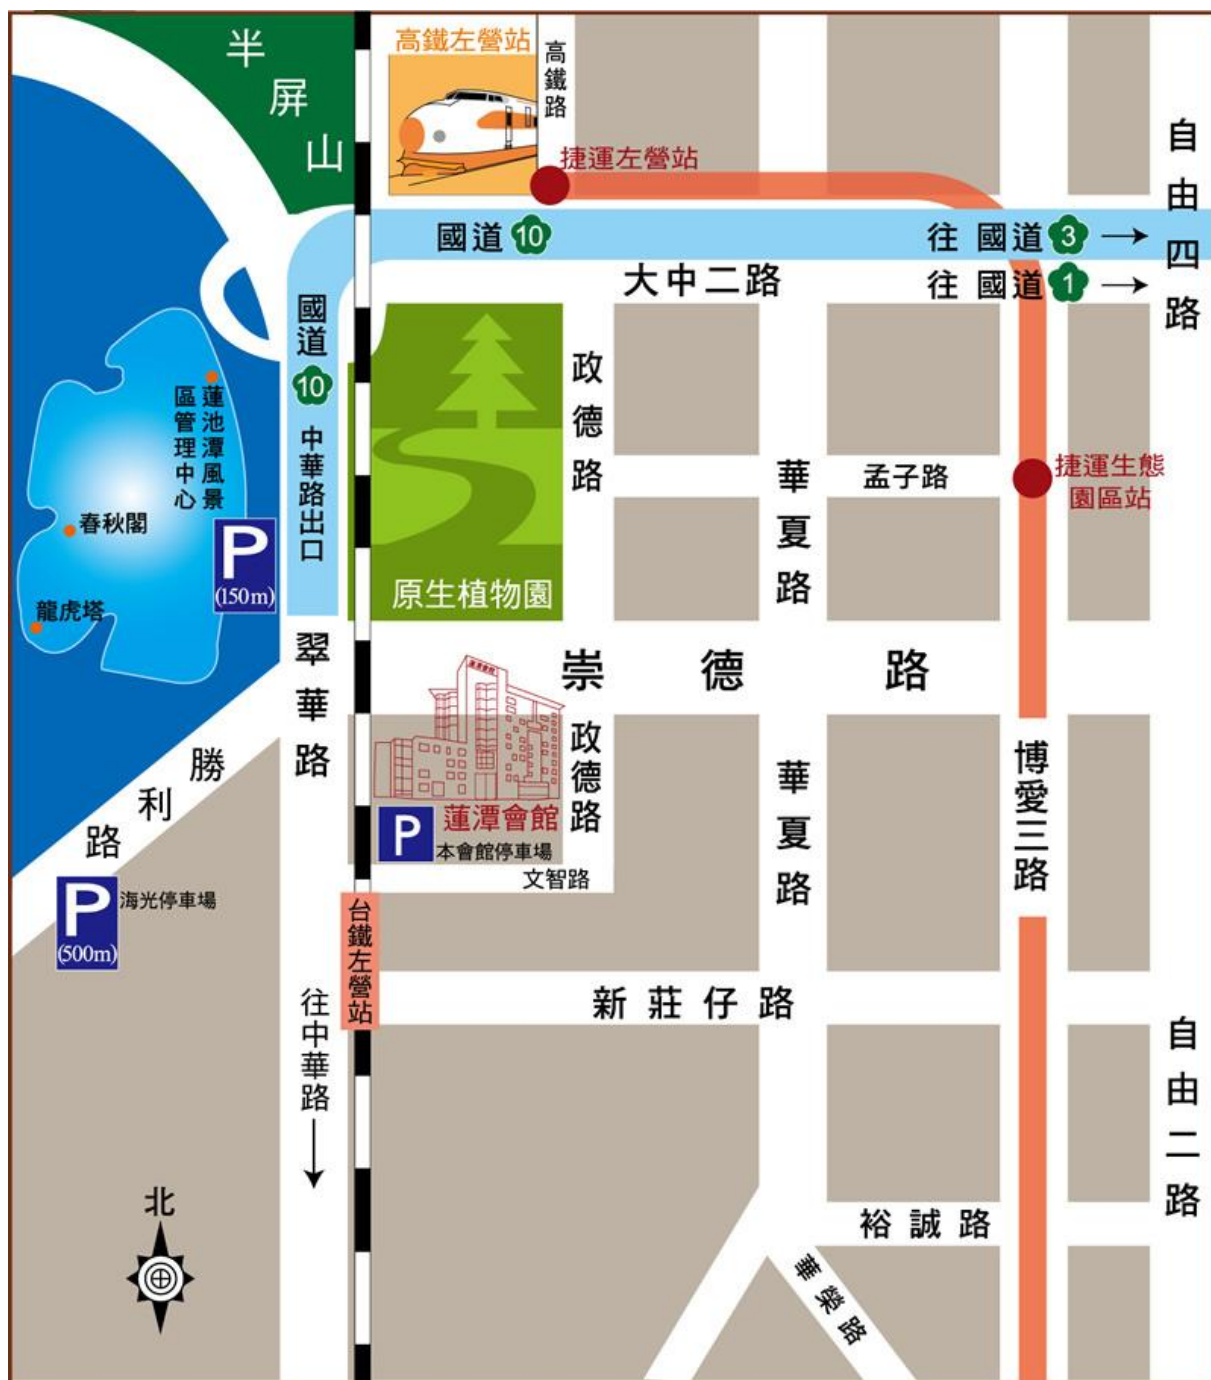 半屏山
高鐵左營站
高鐵路
捷運左營站
自由四路
國道 10
往 國道 3 →
大中二路
往 國道 1 →
國道 10 中華路出口
政德路
蓮池潭風景
區管理中心
春秋閣
龍虎塔
P
(150m)
華夏路
孟子路
捷運生態
園區站
原生植物園
翠華路
崇德路
蓮潭會館
勝利路
政德路
華夏路
博愛三路
P
蓮潭會館
本會館停車場
文智路
P
(500m)
海光停車場
台鐵左營站
新莊仔路
往中華路
自由二路
北
裕誠路
華榮路